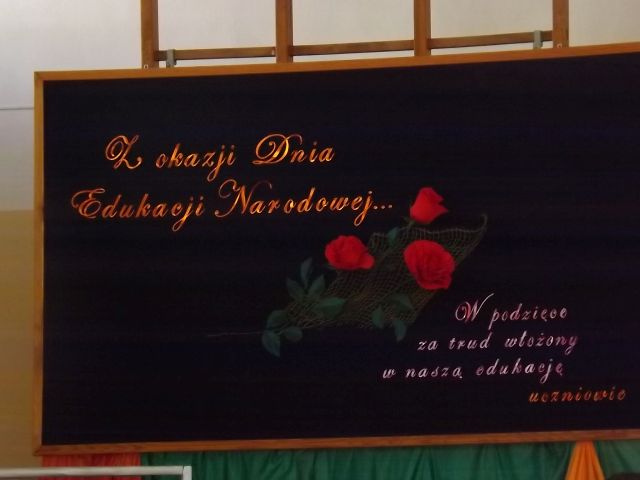 Z okazji Dnia
Edukacji Narodowej...
W podzięce
za trud włożony
w naszą edukację
uczniowie